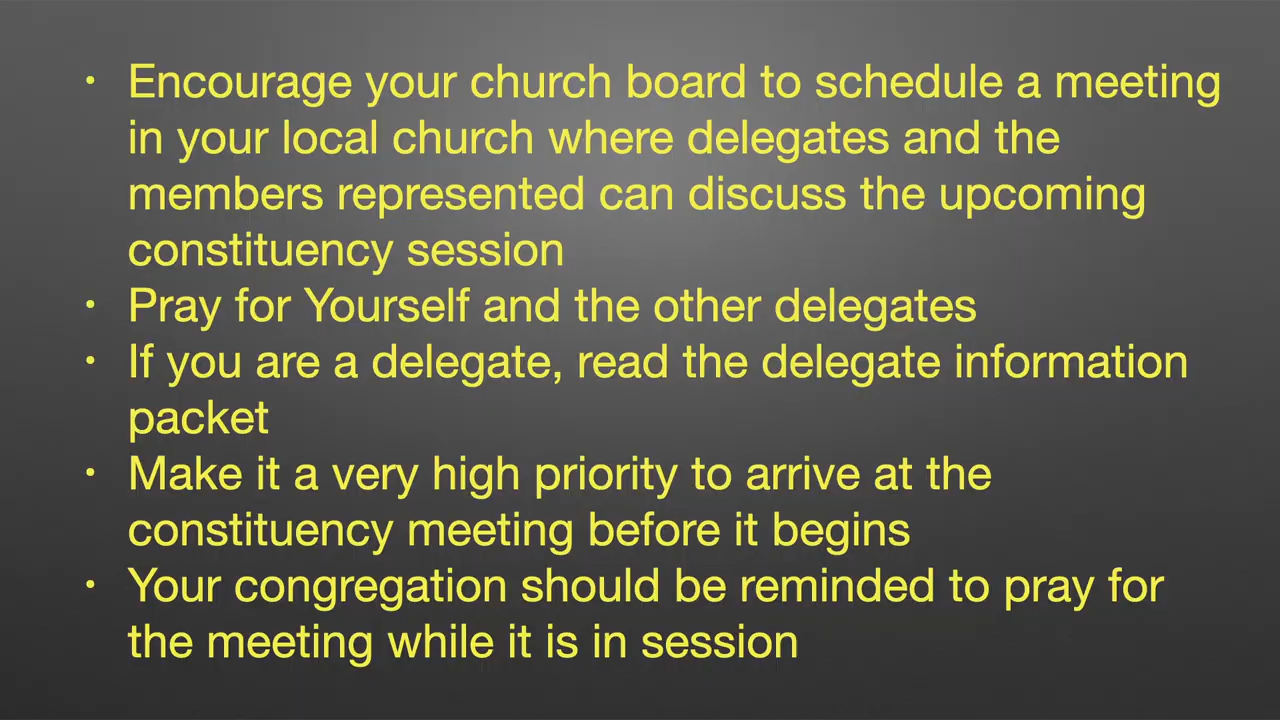 • Encourage your church board to schedule a meeting
in your local church where delegates and the
members represented can discuss the upcoming
constituency session
• Pray for Yourself and the other delegates
• If you are a delegate, read the delegate information
packet
• Make it a very high priority to arrive at the
constituency meeting before it begins
• Your congregation should be reminded to pray for
the meeting while it is in session